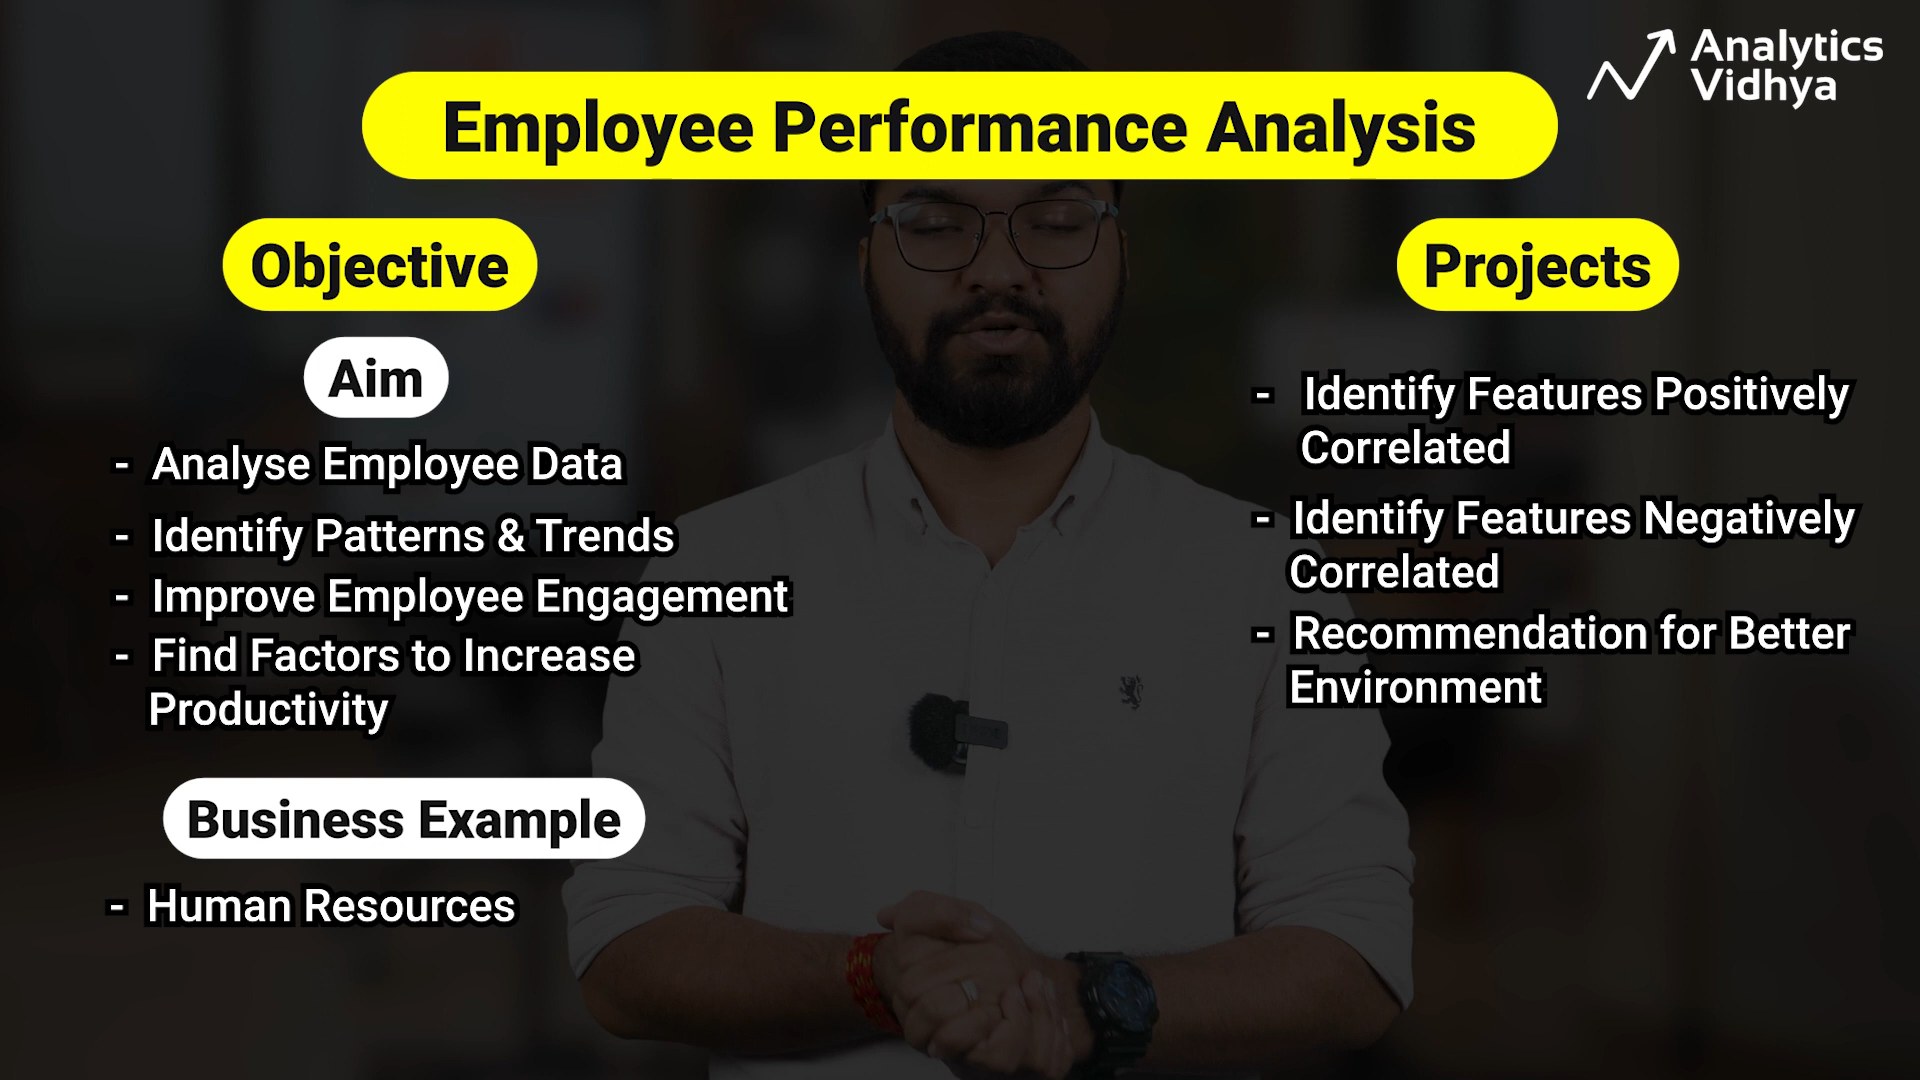 Analytics
Vidhya
Employee Performance Analysis
Objective
Aim
- Analyse Employee Data
- Identify Patterns & Trends
- Improve Employee Engagement
- Find Factors to Increase
Productivity
Business Example
- Human Resources
Projects
- Identify Features Positively
Correlated
- Identify Features Negatively
Correlated
- Recommendation for Better
Environment